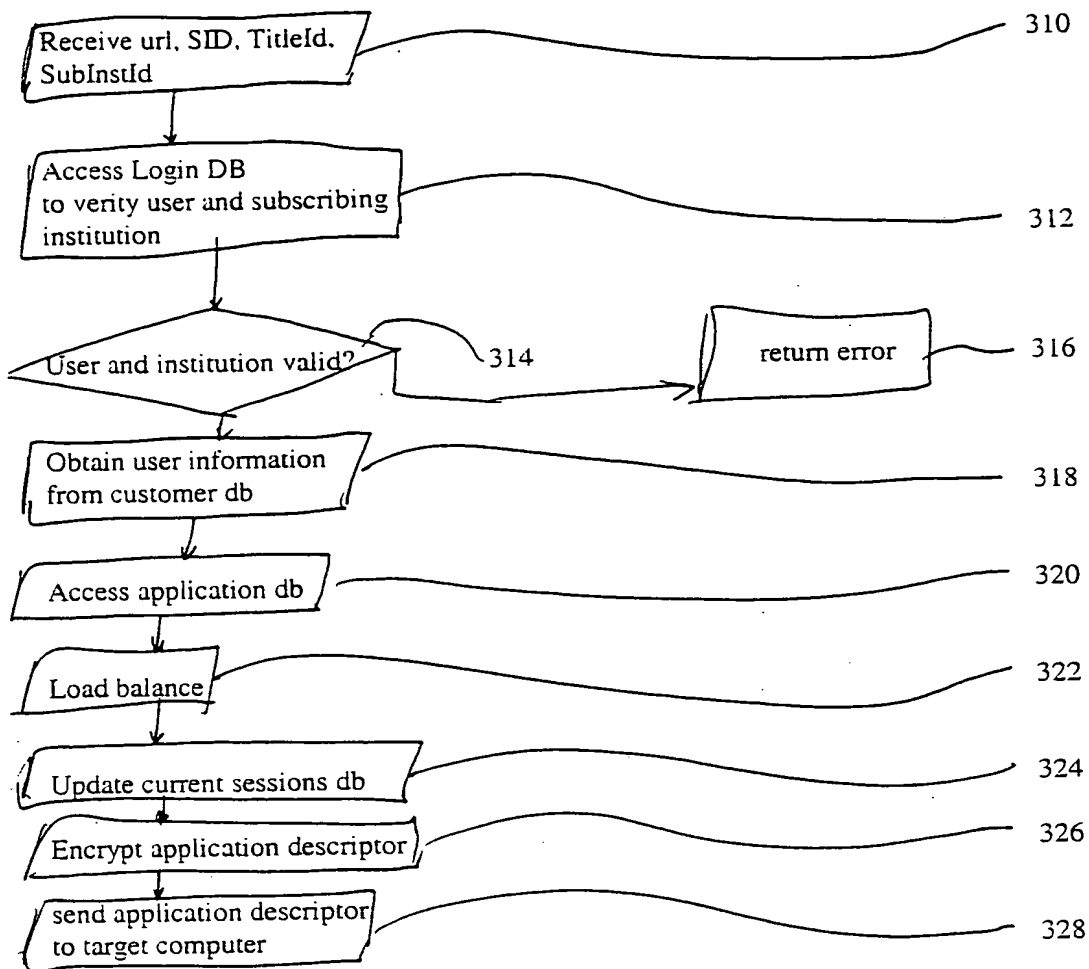 Receive url, SID, TitleId,
SubInstId
310
Access Login DB
to verity user and subscribing
institution
312
User and institution valid?
314
return error
316
Obtain user information
from customer db
318
Access application db
320
Load balance
322
Update current sessions db
324
Encrypt application descriptor
326
send application descriptor
to target computer
328